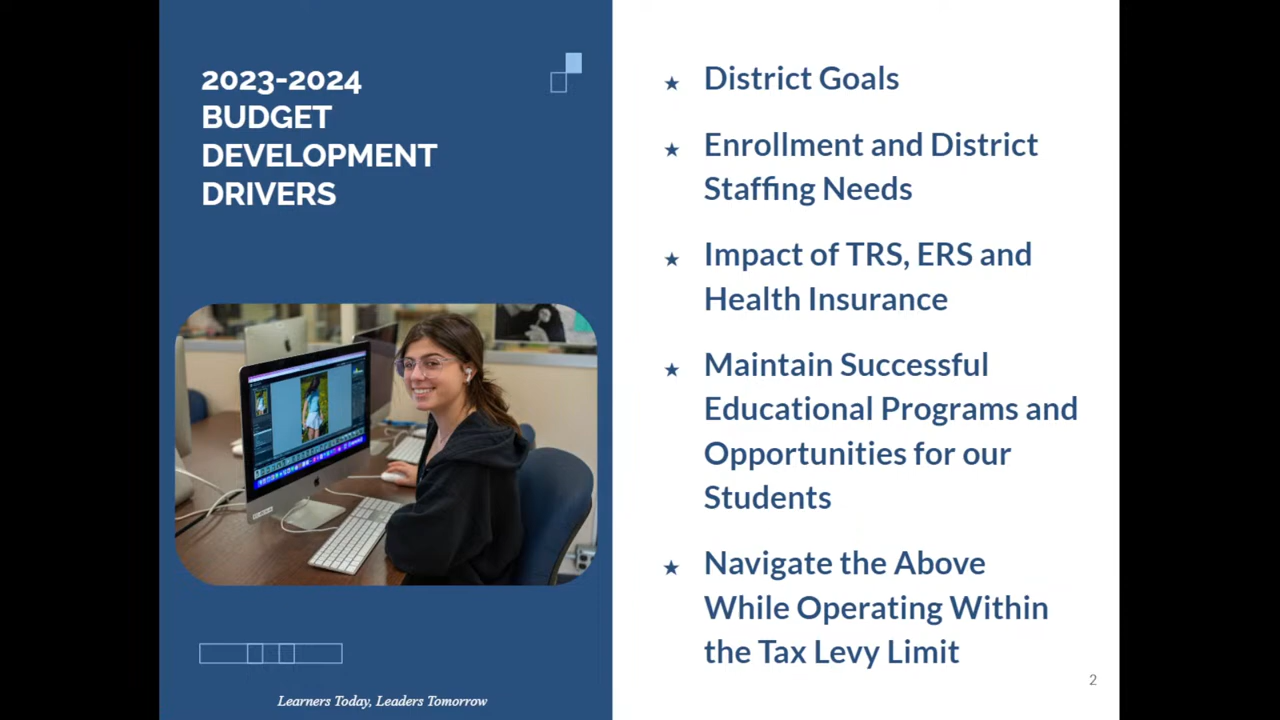 2023-2024
BUDGET
DEVELOPMENT
DRIVERS
Learners Today, Leaders Tomorrow
★ District Goals
★ Enrollment and District
Staffing Needs
★ Impact of TRS, ERS and
Health Insurance
★ Maintain Successful
Educational Programs and
Opportunities for our
Students
★ Navigate the Above
While Operating Within
the Tax Levy Limit
2